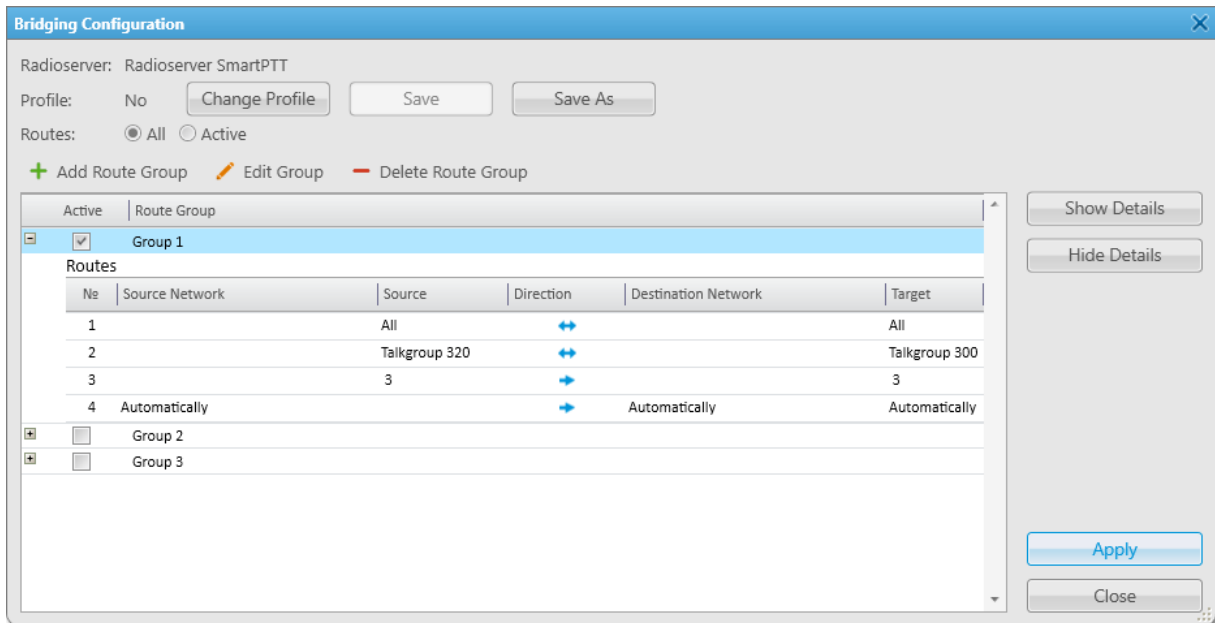 Bridging Configuration
Radioserver: Radioserver SmartPTT
Profile: No Change Profile Save Save As
Routes: All Active
Add Route Group Edit Group Delete Route Group
Active Route Group Show Details
Group 1 Hide Details
Routes
№ Source Network Source Direction Destination Network Target
1 All All
2 Talkgroup 320 Talkgroup 300
3 3 3
4 Automatically Automatically Automatically
Group 2
Group 3
Apply
Close